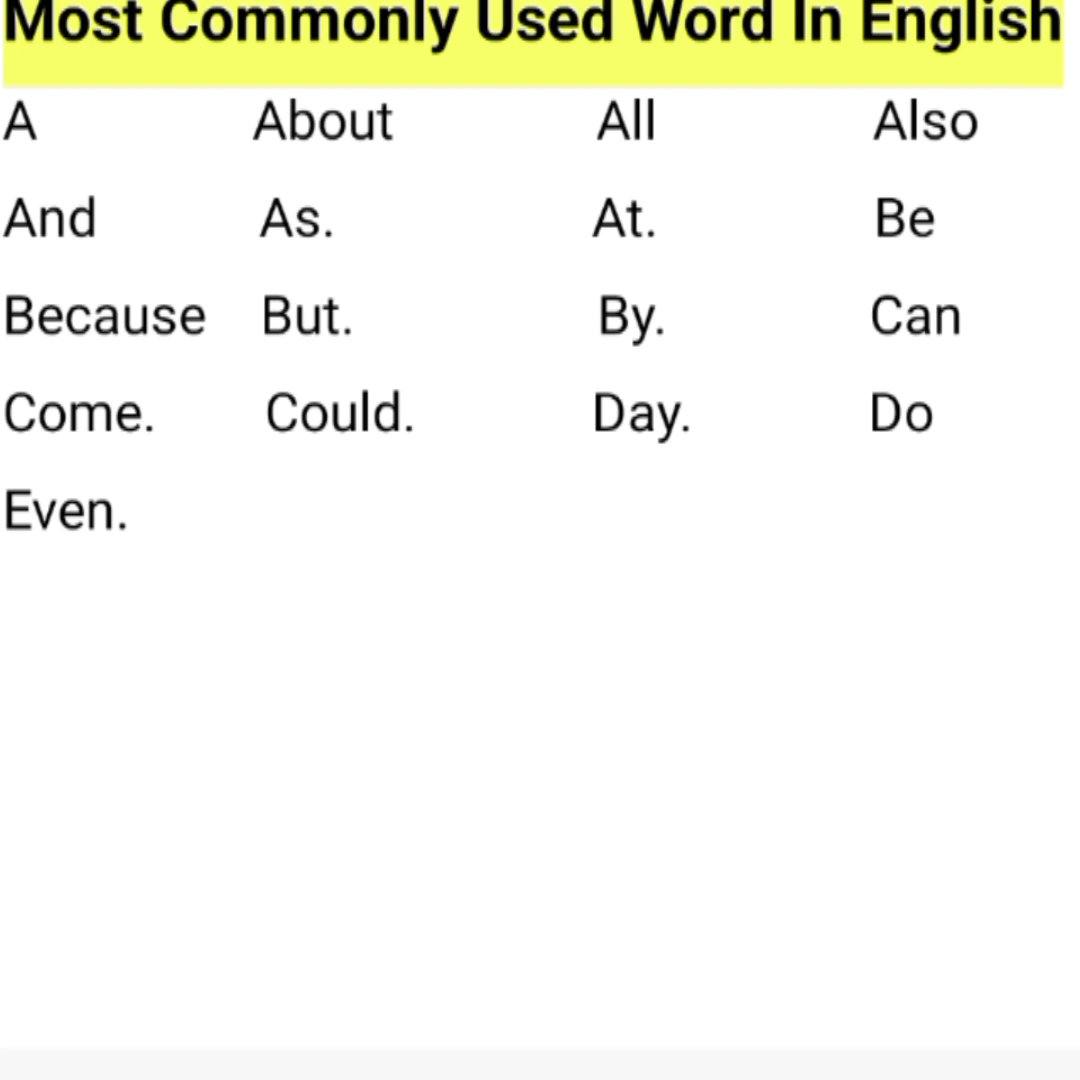 Most Commonly Used Word In English
A About All Also
And As. At. Be
Because But. By. Can
Come. Could. Day. Do
Even.